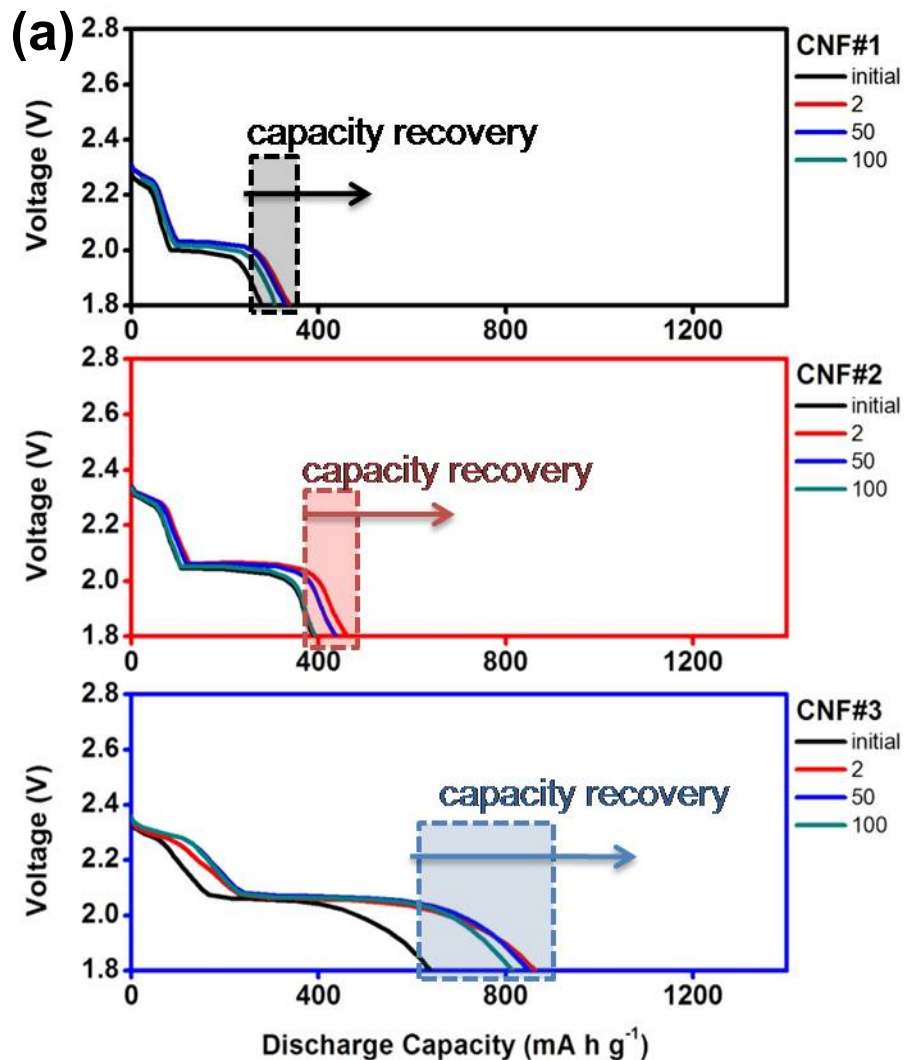 (a)
2.8
2.6
2.4
2.2
2.0
1.8
Voltage (V)
capacity recovery
0
400
800
1200
CNF#1
initial
2
50
100
2.8
2.6
2.4
2.2
2.0
1.8
Voltage (V)
capacity recovery
0
400
800
1200
CNF#2
initial
2
50
100
2.8
2.6
2.4
2.2
2.0
1.8
Voltage (V)
capacity recovery
0
400
800
1200
CNF#3
initial
2
50
100
Discharge Capacity (mA h g⁻¹)